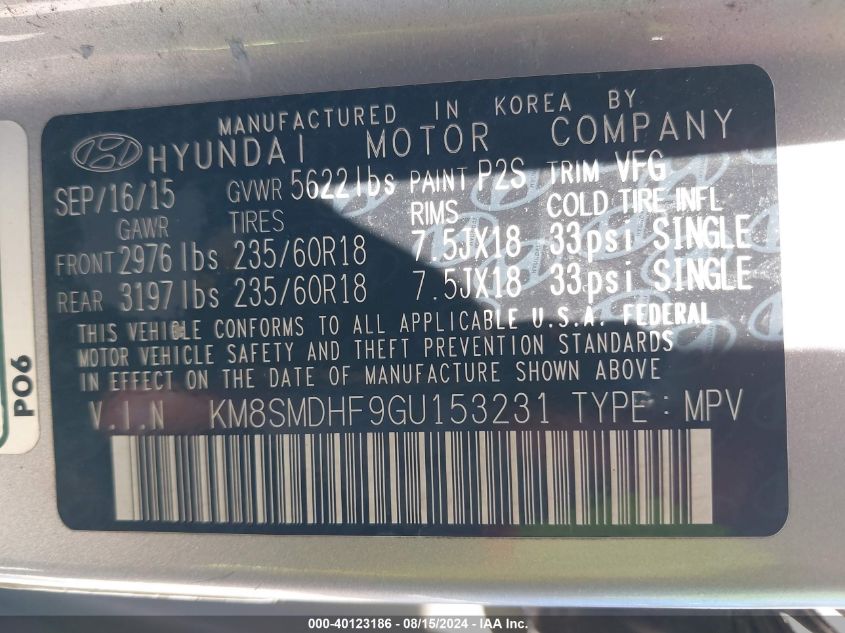 MANUFACTURED IN KOREA BY
HYUNDAI MOTOR COMPANY
SEP/16/15 GVWR 5622lbs PAINT P2S TRIM VFG
GAWR TIRES RIMS COLD TIRE INFL
FRONT 2976 lbs 235/60R18 7.5JX18 33psi SINGLE
REAR 3197 lbs 235/60R18 7.5JX18 33psi SINGLE
THIS VEHICLE CONFORMS TO ALL APPLICABLE U.S.A. FEDERAL
MOTOR VEHICLE SAFETY AND THEFT PREVENTION STANDARDS
IN EFFECT ON THE DATE OF MANUFACTURE SHOWN ABOVE.
V.I.N KM8SMDHF9GU153231 TYPE : MPV
P06
000-40123186 - 08/15/2024 - IAA Inc.